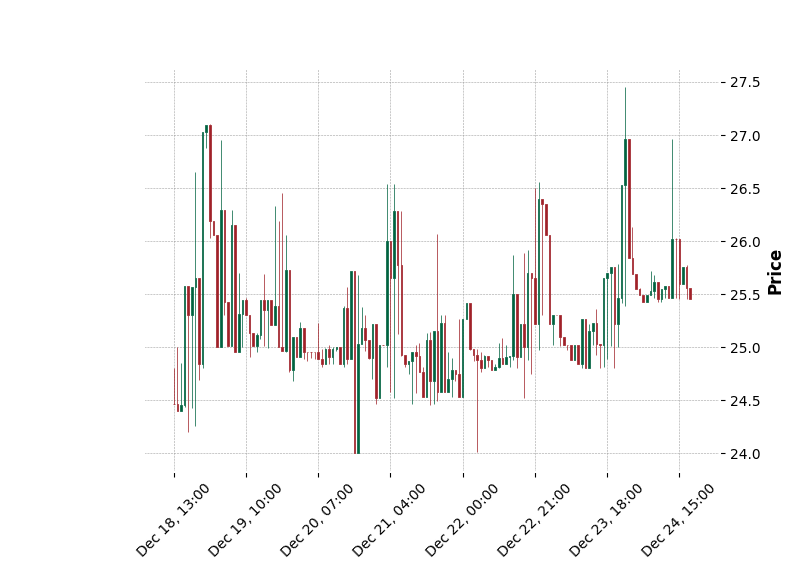 27.5
27.0
26.5
26.0
25.5
25.0
24.5
24.0
Price
Dec 18, 13:00
Dec 19, 10:00
Dec 20, 07:00
Dec 21, 04:00
Dec 22, 00:00
Dec 22, 21:00
Dec 23, 18:00
Dec 24, 15:00